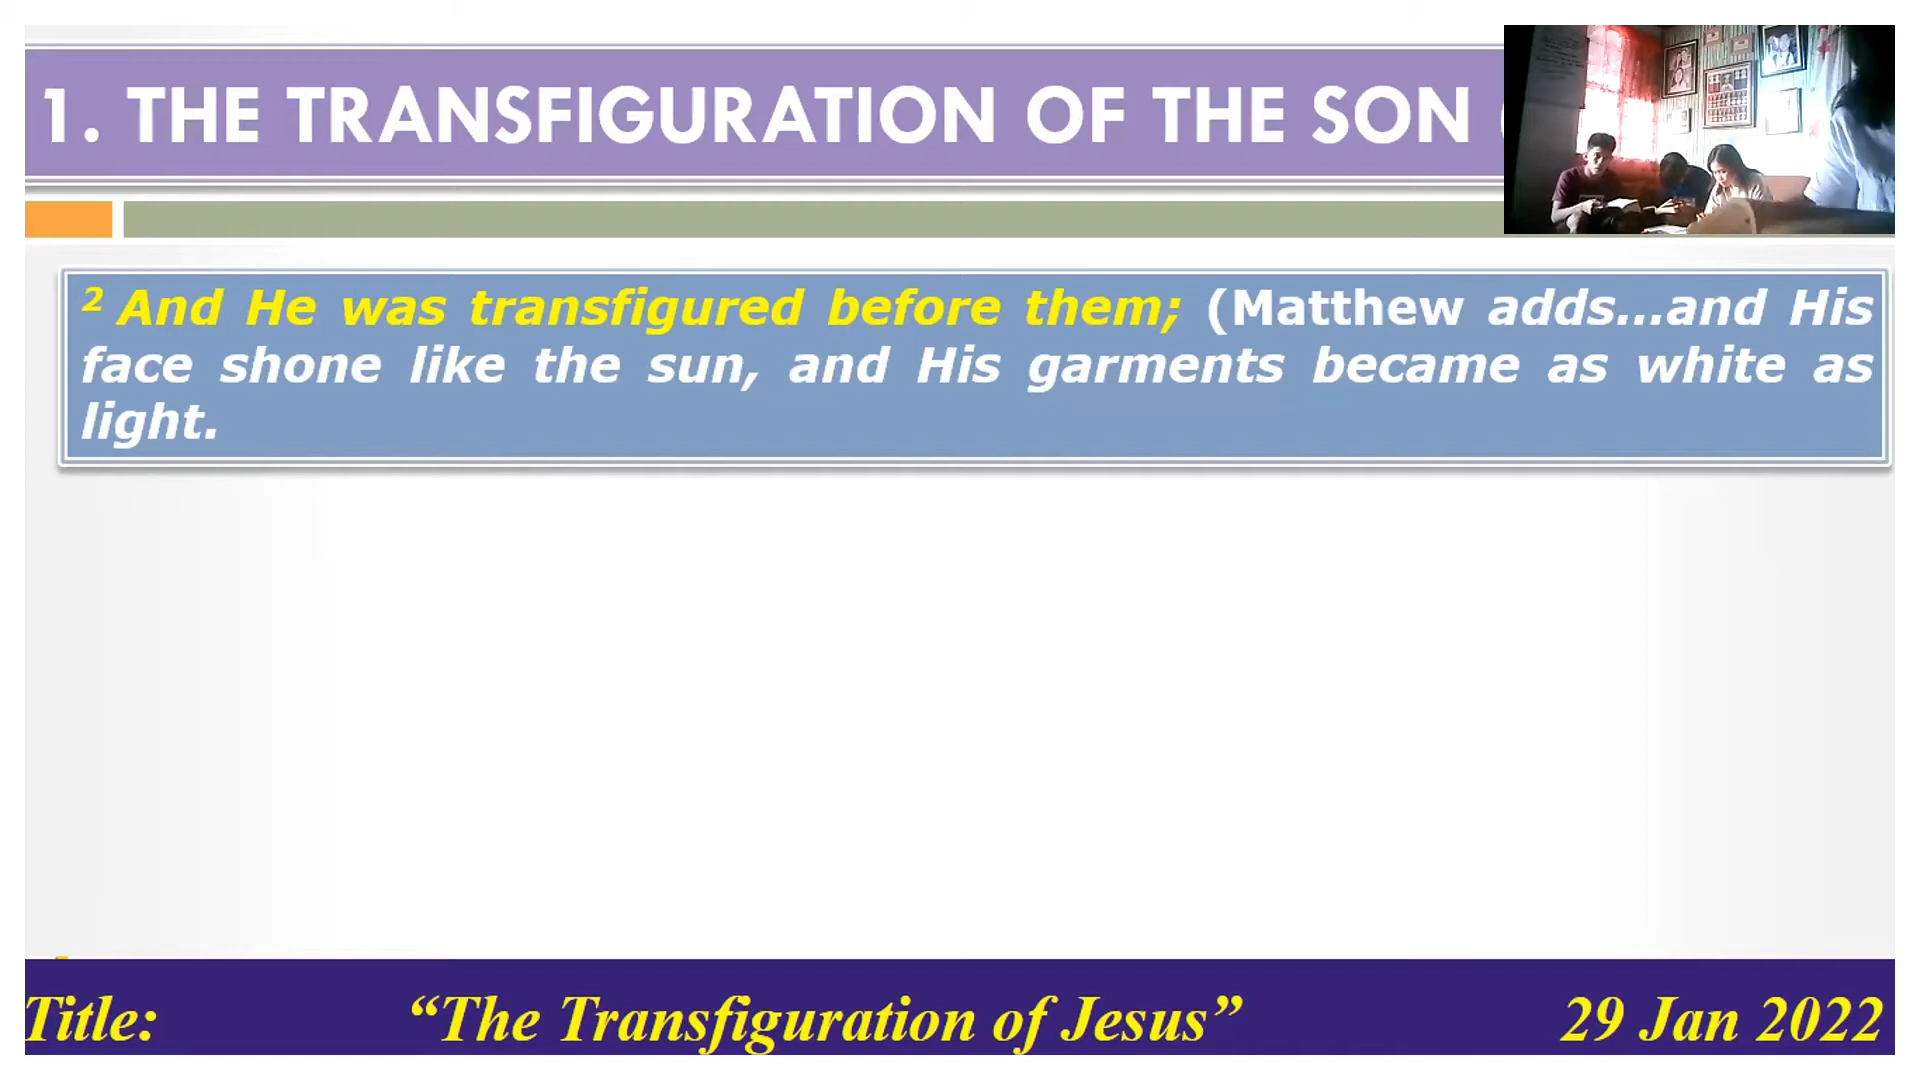 1. THE TRANSFIGURATION OF THE SON
2 And He was transfigured before them; (Matthew adds...and His
face shone like the sun, and His garments became as white as
light.
Title: “The Transfiguration of Jesus” 29 Jan 2022